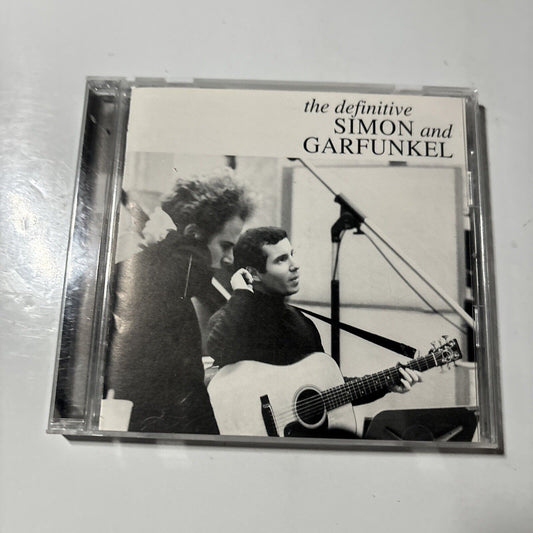 the definitive
SIMON and
GARFUNKEL